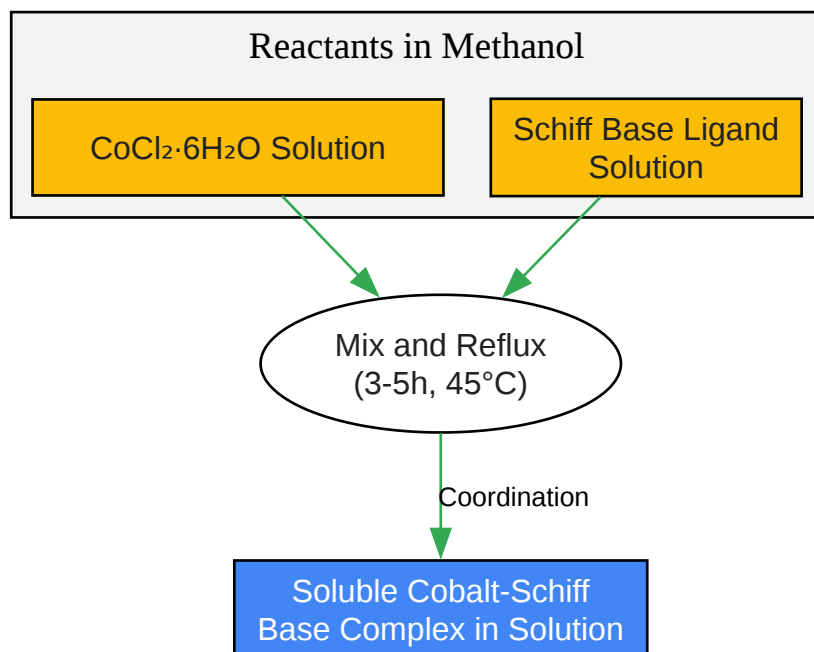 Reactants in Methanol
CoCl₂·6H₂O Solution
Schiff Base Ligand
Solution
Mix and Reflux
(3-5h, 45°C)
Coordination
Soluble Cobalt-Schiff
Base Complex in Solution